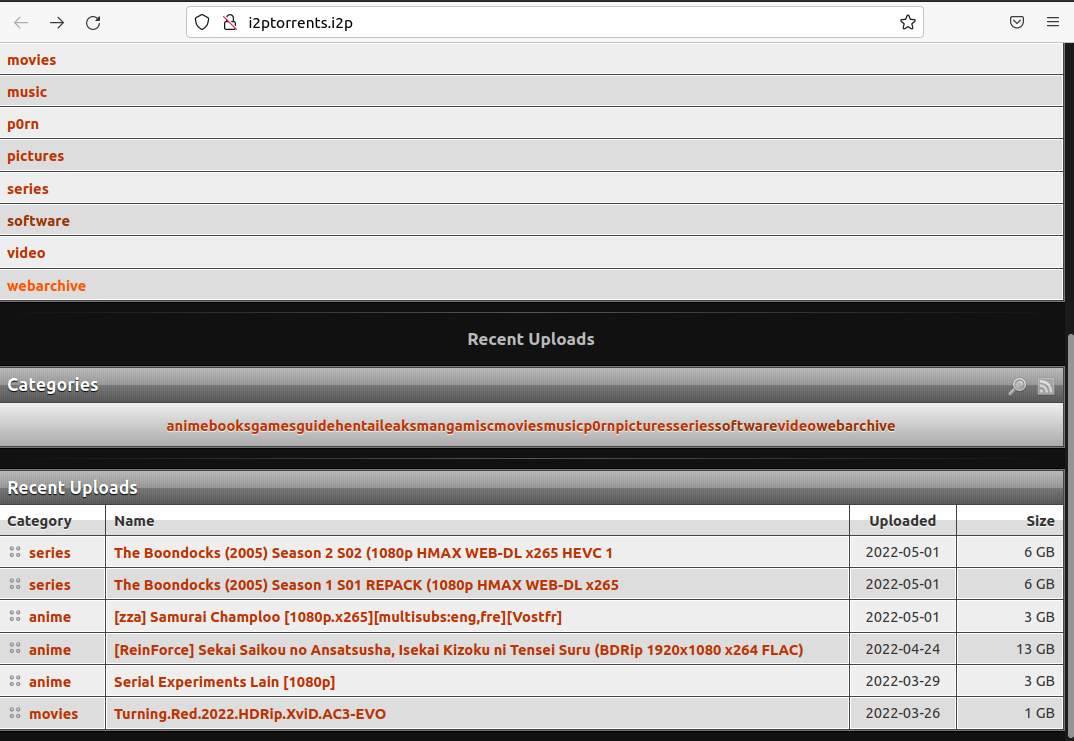 i2ptorrents.i2p
movies
music
p0rn
pictures
series
software
video
webarchive
Recent Uploads
Categories
animebooksgamesguidehentaileaksmangamiscmoviesmusicp0rnpicturesseriessoftwarevideowebarchive
Recent Uploads
Category Name Uploaded Size
series The Boondocks (2005) Season 2 S02 (1080p HMAX WEB-DL x265 HEVC 1 2022-05-01 6 GB
series The Boondocks (2005) Season 1 S01 REPACK (1080p HMAX WEB-DL x265 2022-05-01 6 GB
anime [zza] Samurai Champloo [1080p.x265][multisubs:eng,fre][Vostfr] 2022-05-01 3 GB
anime [ReinForce] Sekai Saikou no Ansatsusha, Isekai Kizoku ni Tensei Suru (BDRip 1920x1080 x264 FLAC) 2022-04-24 13 GB
anime Serial Experiments Lain [1080p] 2022-03-29 3 GB
movies Turning.Red.2022.HDRip.XviD.AC3-EVO 2022-03-26 1 GB